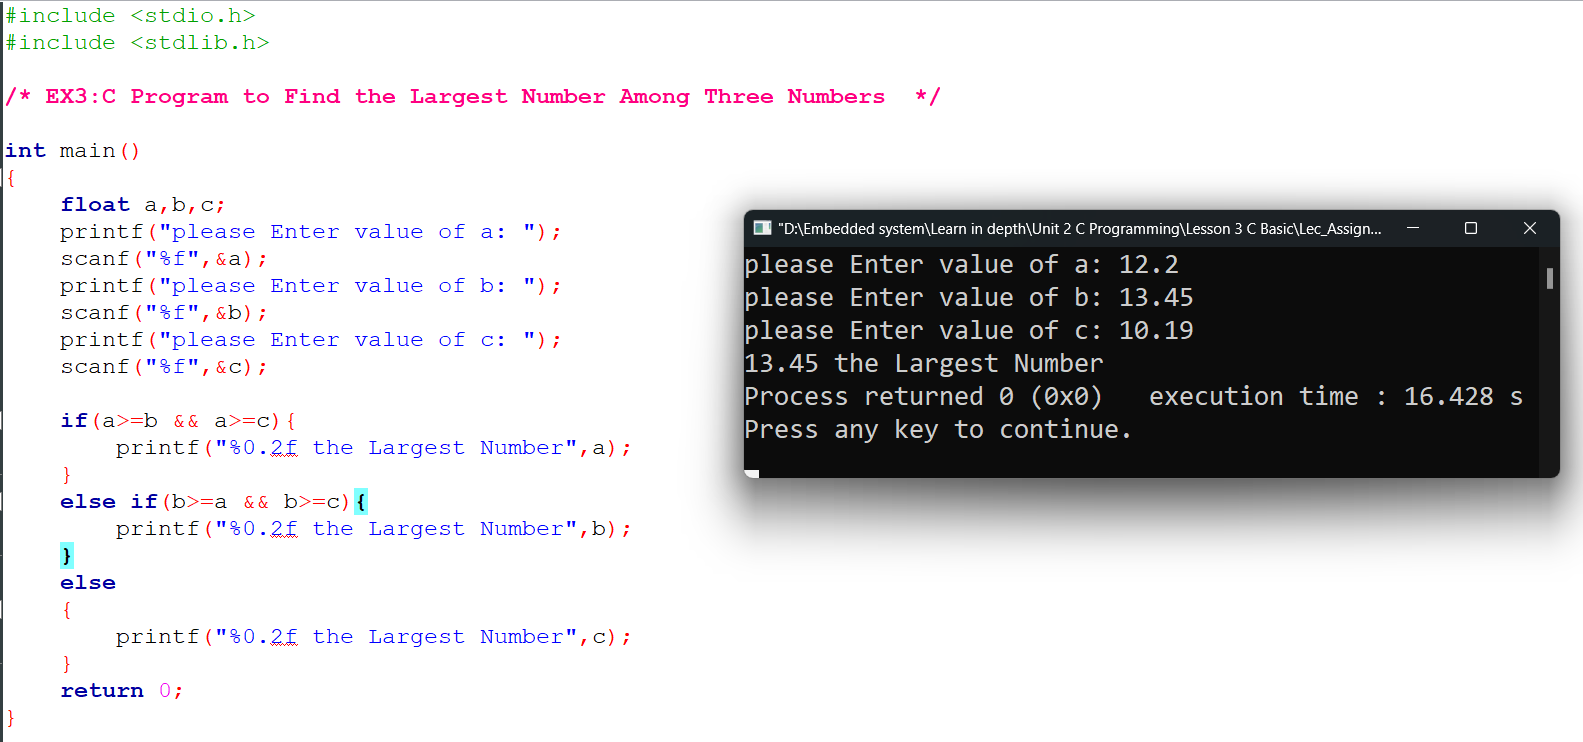 #include <stdio.h>
#include <stdlib.h>
/* EX3:C Program to Find the Largest Number Among Three Numbers  */
int main()
{
    float a,b,c;
    printf("please Enter value of a: ");
    scanf("%f",&a);
    printf("please Enter value of b: ");
    scanf("%f",&b);
    printf("please Enter value of c: ");
    scanf("%f",&c);
    if(a>=b && a>=c){
        printf("%0.2f the Largest Number",a);
    }
    else if(b>=a && b>=c){
        printf("%0.2f the Largest Number",b);
    }
    else
    {
        printf("%0.2f the Largest Number",c);
    }
    return 0;
}
"D:\Embedded system\Learn in depth\Unit 2 C Programming\Lesson 3 C Basic\Lec_Assign...
please Enter value of a: 12.2
please Enter value of b: 13.45
please Enter value of c: 10.19
13.45 the Largest Number
Process returned 0 (0x0)   execution time : 16.428 s
Press any key to continue.